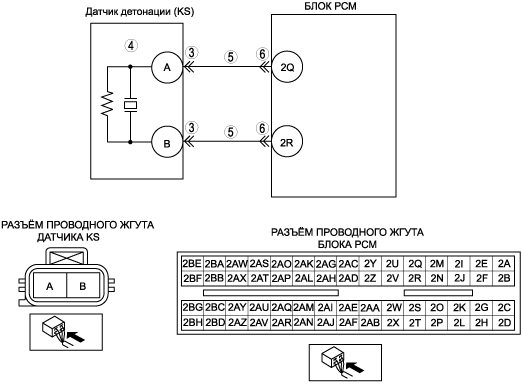 Датчик детонации (KS)
БЛОК PCM
④ ③ ⑤ ⑥
A 2Q
③ ⑤ ⑥
B 2R
РАЗЪЁМ ПРОВОДНОГО ЖГУТА
ДАТЧИКА KS
A B
РАЗЪЁМ ПРОВОДНОГО ЖГУТА
БЛОКА PCM
2BE 2BA 2AW 2AS 2AO 2AK 2AG 2AC 2Y 2U 2Q 2M 2I 2E 2A
2BF 2BB 2AX 2AT 2AP 2AL 2AH 2AD 2Z 2V 2R 2N 2J 2F 2B
2BG 2BC 2AY 2AU 2AQ 2AM 2AI 2AE 2AA 2W 2S 2O 2K 2G 2C
2BH 2BD 2AZ 2AV 2AR 2AN 2AJ 2AF 2AB 2X 2T 2P 2L 2H 2D